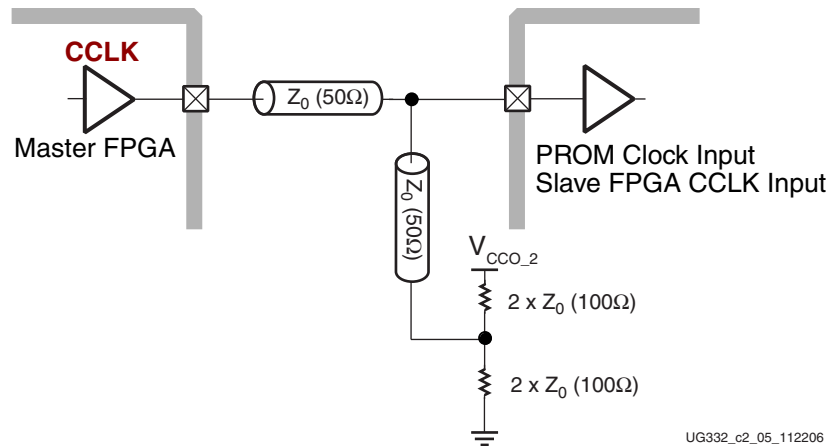 CCLK
Z0 (50Ω)
Master FPGA
PROM Clock Input
Slave FPGA CCLK Input
Z0 (50Ω)
VCCO_2
2 x Z0 (100Ω)
2 x Z0 (100Ω)
UG332_c2_05_112206